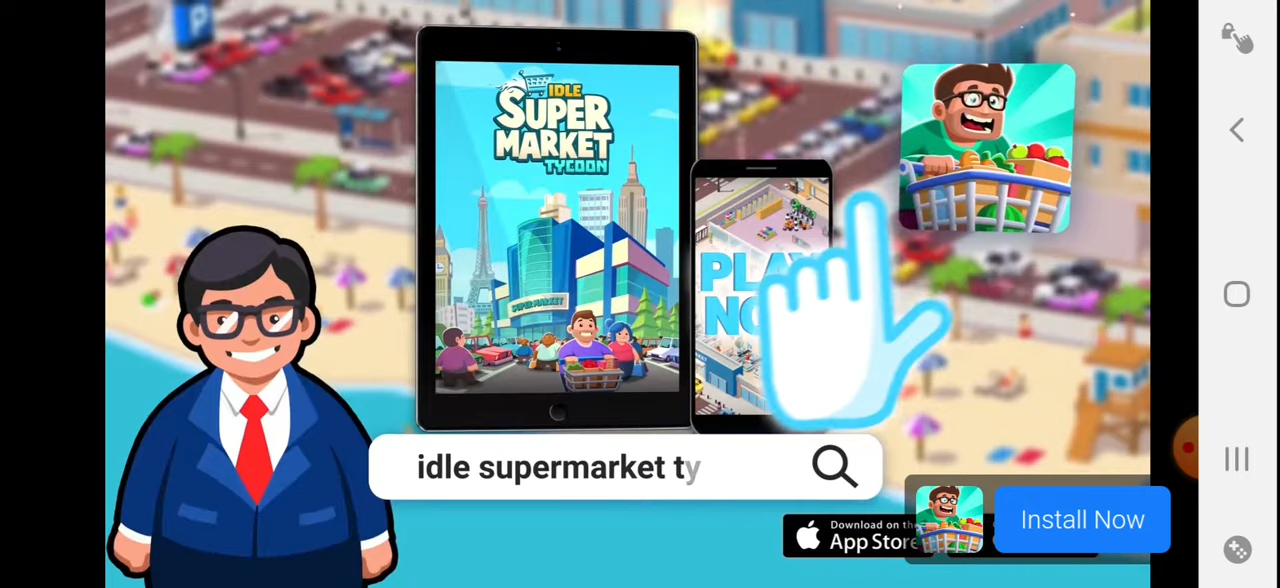 P
IDLE
SUPER
MARKET
TYCOON
SUPERMARKET
idle supermarket ty
Download on the
App Store
Install Now